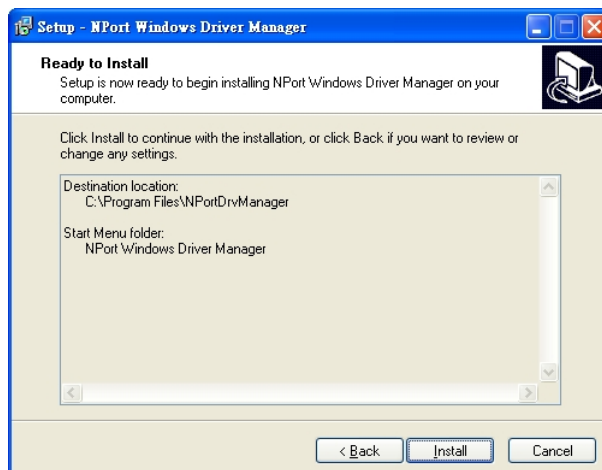 Setup - NPort Windows Driver Manager
Ready to Install
Setup is now ready to begin installing NPort Windows Driver Manager on your
computer.
Click Install to continue with the installation, or click Back if you want to review or
change any settings.
Destination location:
C:\Program Files\NPortDrvManager
Start Menu folder:
NPort Windows Driver Manager
< Back
Install
Cancel